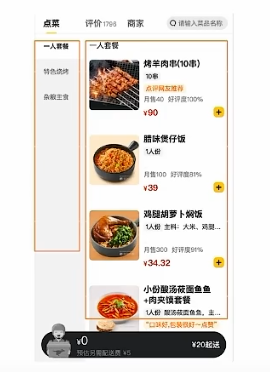 点菜 评价1795 商家 请输入菜品名称
一人套餐
特色烧烤
杂粮主食
一人套餐
烤羊肉串(10串)
10串
点评网友推荐
月售40 好评度100%
¥90
腊味煲仔饭
1人份
月售100 好评度91%
¥39
鸡腿胡萝卜焖饭
1人份 主料：大米、鸡腿...
月售300 好评度91%
¥34.32
小份酸汤莜面鱼鱼
+肉夹馍套餐
1人份 酸汤莜面鱼鱼，主...
"口味好,包装很好一点赞"
¥0
预估另需配送费 ¥5
¥20起送